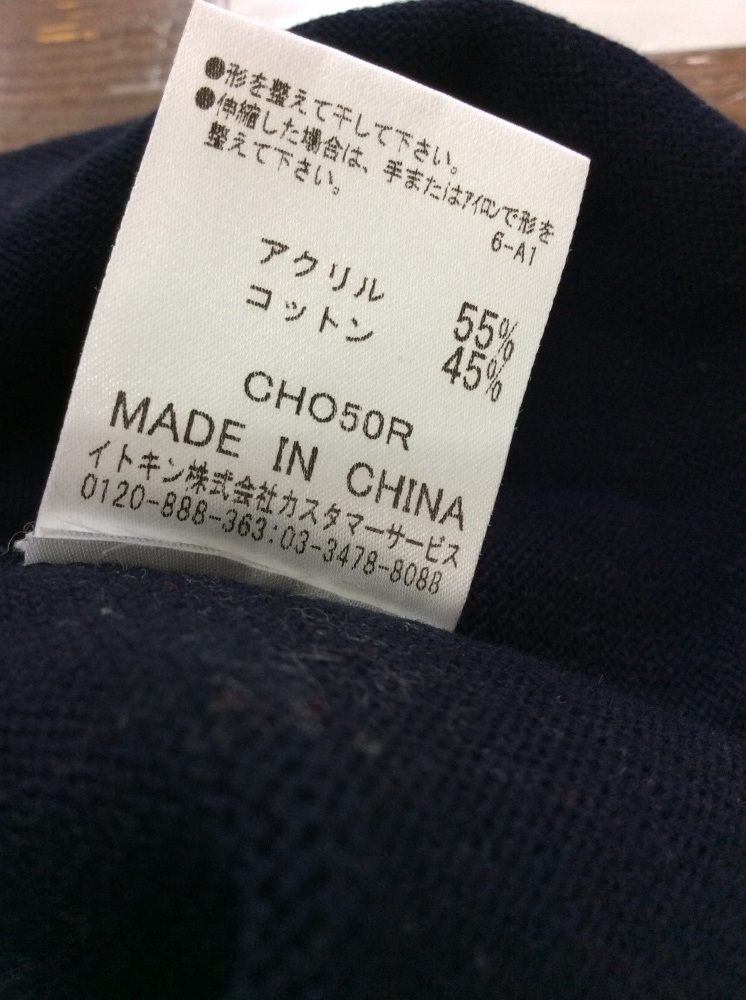 ●形を整えて干して下さい。
●伸縮した場合は、手またはアイロンで形を
整えて下さい。
6-A1
アクリル 55%
コットン 45%
CHO50R
MADE IN CHINA
イトキン株式会社カスタマーサービス
0120-888-363:03-3478-8088